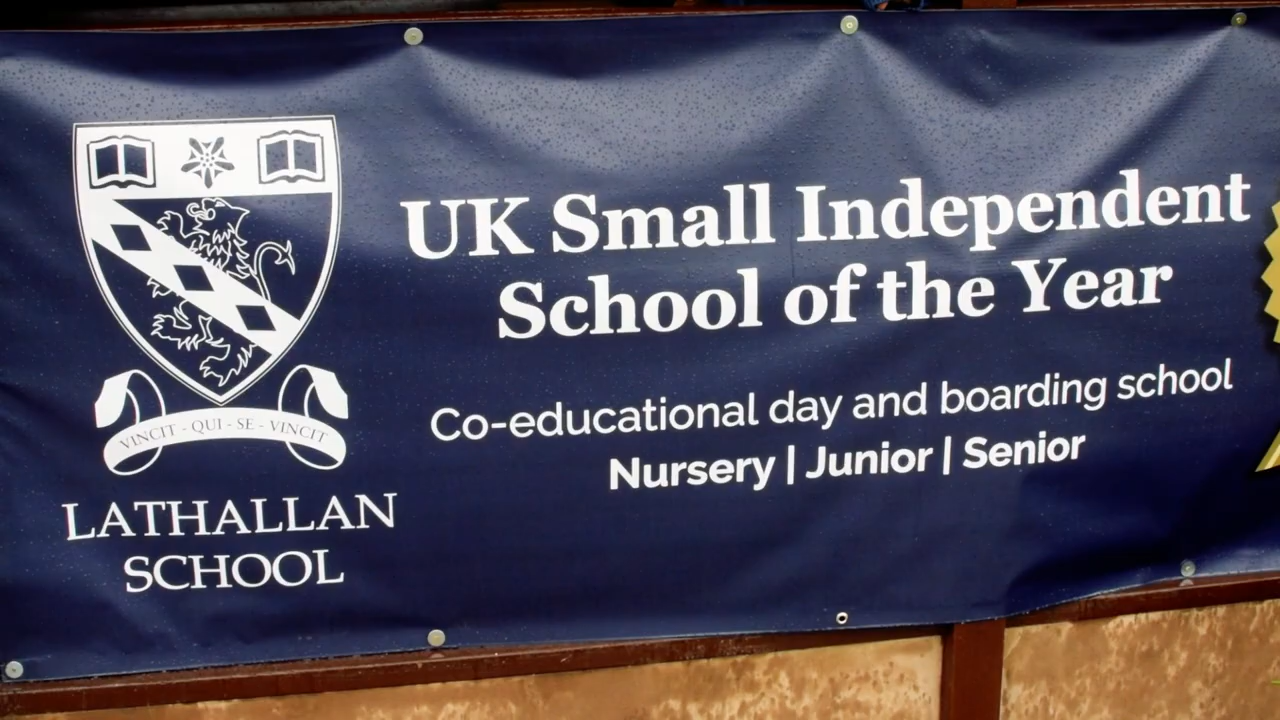 VINCIT - QUI - SE - VINCIT
LATHALLAN
SCHOOL
UK Small Independent
School of the Year
Co-educational day and boarding school
Nursery | Junior | Senior